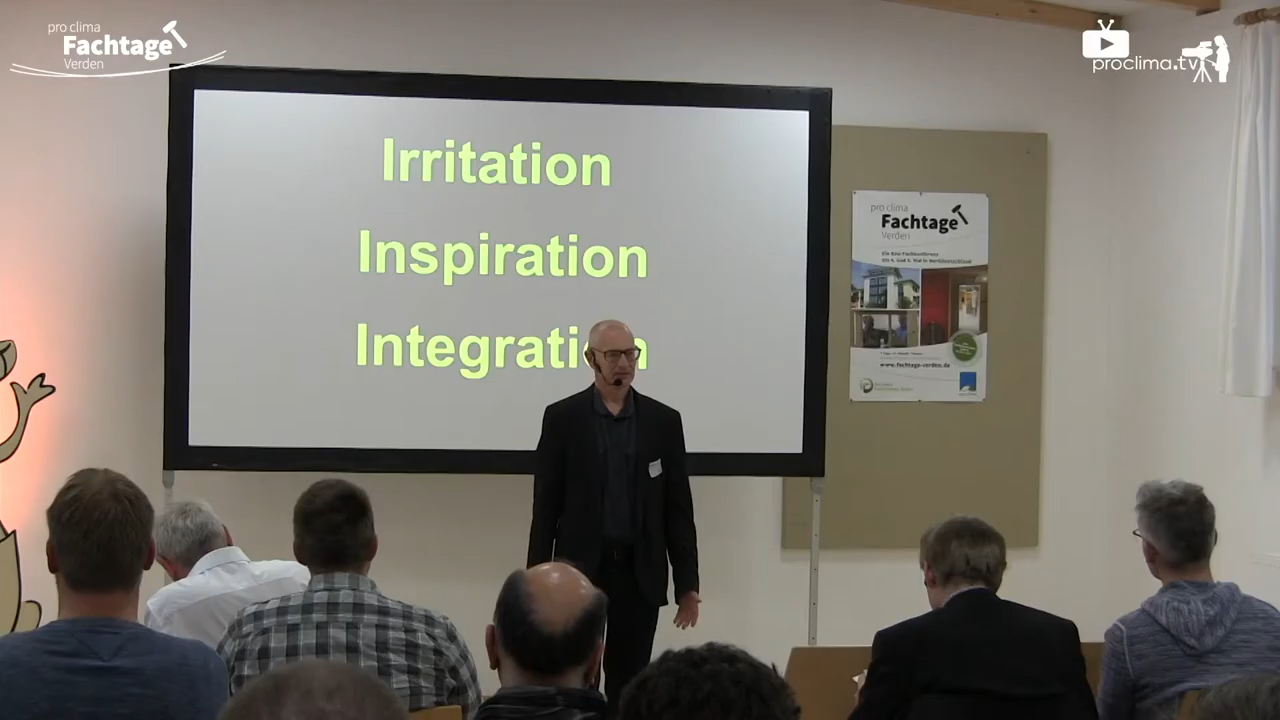 pro clima
Fachtage
Verden
proclima.tv
Irritation
Inspiration
Integration
pro clima
Fachtage
Verden
www.fachtage-verden.de